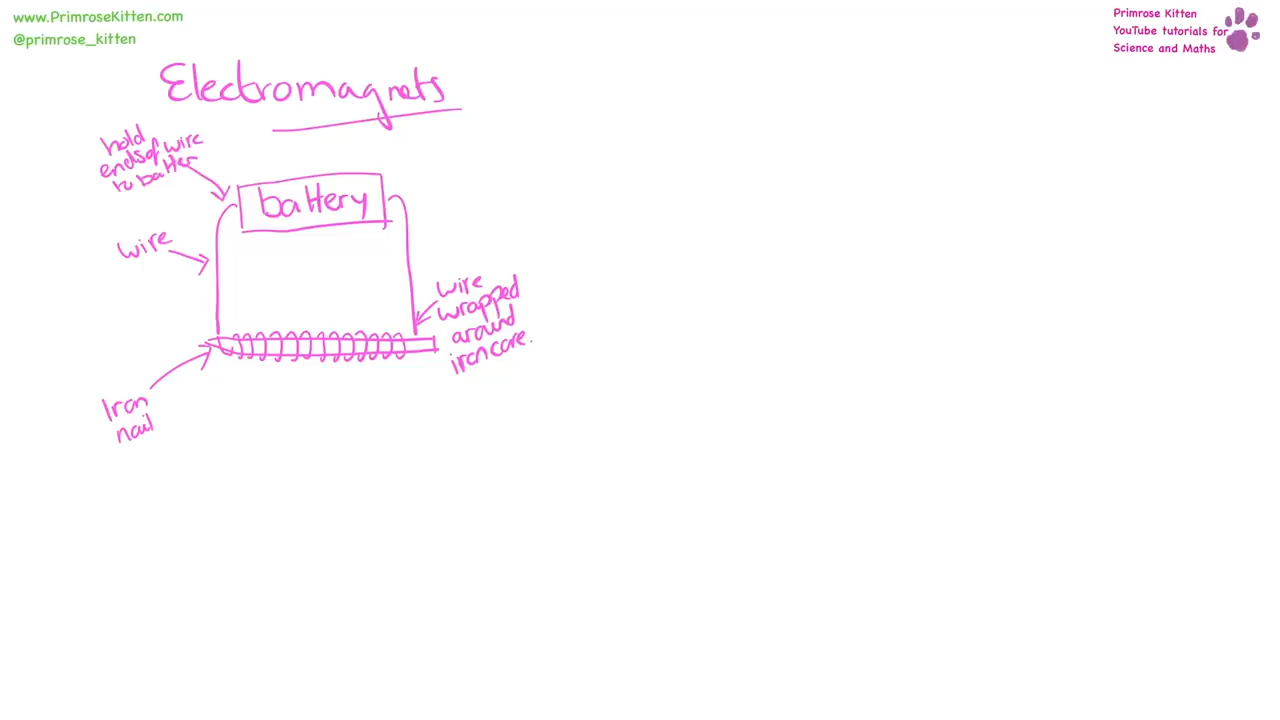 www.PrimroseKitten.com
@primrose_kitten
Primrose Kitten
YouTube tutorials for
Science and Maths
Electromagnets
hold
ends of wire
to batter
battery
wire
wire
wrapped
around
iron core.
Iron
nail